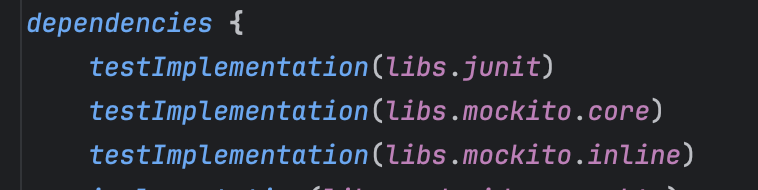 dependencies {
testImplementation(libs.junit)
testImplementation(libs.mockito.core)
testImplementation(libs.mockito.inline)